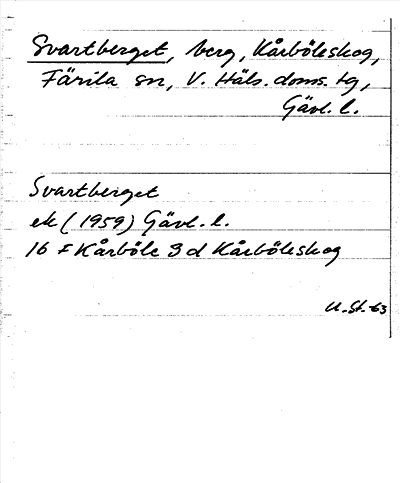 Svartberget, berg, Kårböleskog,
Färila sn, V. Häls. doms. tg,
Gävl. l.
Svartberget
ek (1959) Gävl. l.
16 F Kårböle 3 d Kårböleskog
U. St. 63